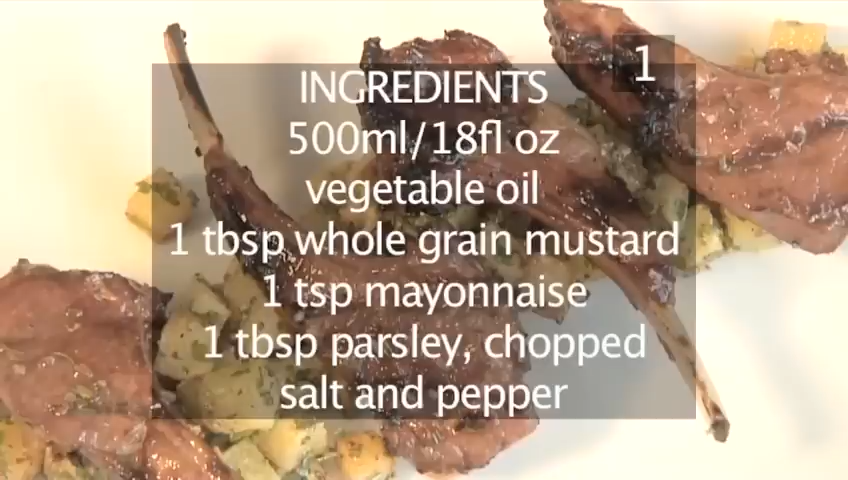 1
INGREDIENTS
500ml/18fl oz
vegetable oil
1 tbsp whole grain mustard
1 tsp mayonnaise
1 tbsp parsley, chopped
salt and pepper